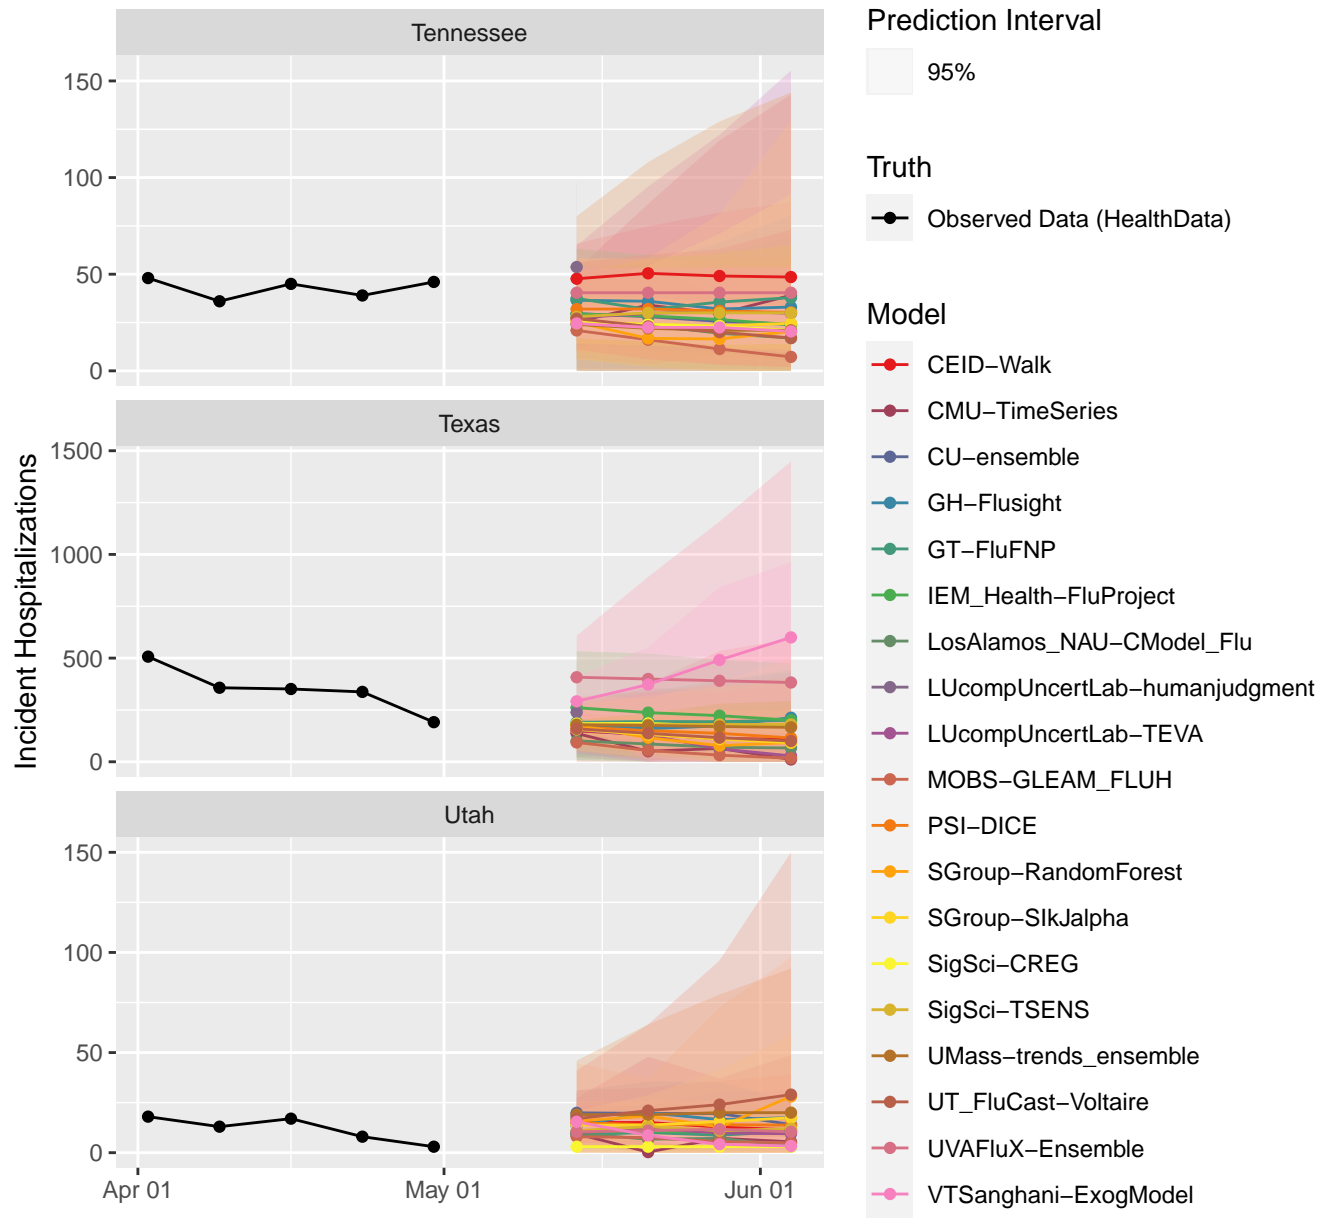 Tennessee
150
100
50
0
Texas
1500
1000
500
0
Utah
150
100
50
0
Apr 01
May 01
Jun 01
Incident Hospitalizations
Prediction Interval
95%
Truth
Observed Data (HealthData)
Model
CEID−Walk
CMU−TimeSeries
CU−ensemble
GH−Flusight
GT−FluFNP
IEM_Health−FluProject
LosAlamos_NAU−CModel_Flu
LUcompUncertLab−humanjudgment
LUcompUncertLab−TEVA
MOBS−GLEAM_FLUH
PSI−DICE
SGroup−RandomForest
SGroup−SIkJalpha
SigSci−CREG
SigSci−TSENS
UMass−trends_ensemble
UT_FluCast−Voltaire
UVAFluX−Ensemble
VTSanghani−ExogModel